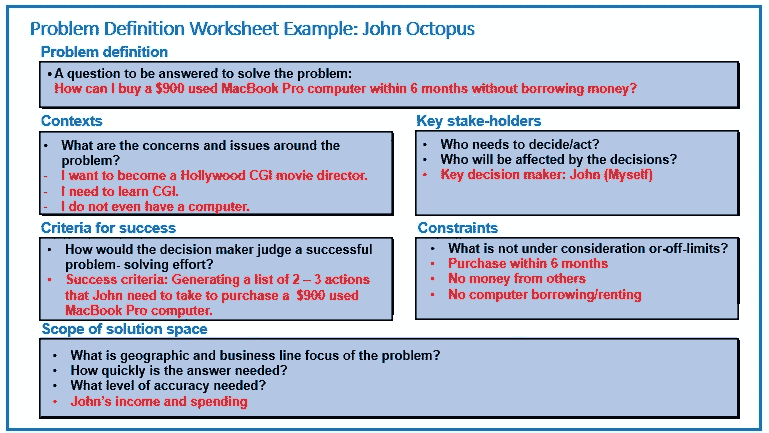 Problem Definition Worksheet Example: John Octopus
Problem definition
• A question to be answered to solve the problem:
How can I buy a $900 used MacBook Pro computer within 6 months without borrowing money?
Contexts
• What are the concerns and issues around the
problem?
- I want to become a Hollywood CGI movie director.
- I need to learn CGI.
- I do not even have a computer.
Key stake-holders
• Who needs to decide/act?
• Who will be affected by the decisions?
• Key decision maker: John (Myself)
Criteria for success
• How would the decision maker judge a successful
problem- solving effort?
• Success criteria: Generating a list of 2 – 3 actions
that John need to take to purchase a $900 used
MacBook Pro computer.
Constraints
• What is not under consideration or off-limits?
• Purchase within 6 months
• No money from others
• No computer borrowing/renting
Scope of solution space
• What is geographic and business line focus of the problem?
• How quickly is the answer needed?
• What level of accuracy needed?
• John's income and spending